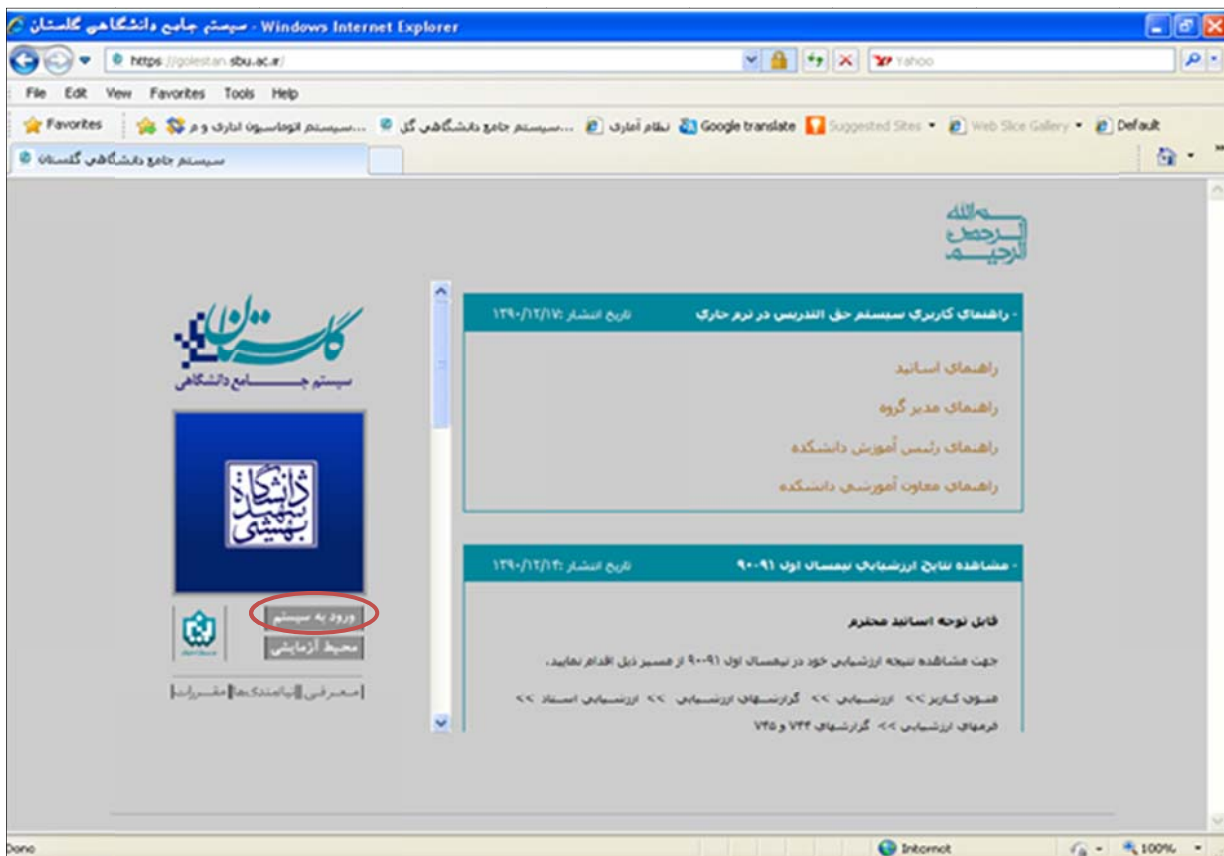 سیستم جامع دانشگاهی گلستان - Windows Internet Explorer
https://golestan.sbu.ac.ir/
Yahoo
File Edit View Favorites Tools Help
Favorites
سیستم اتوماسیون اداری و م...
سیستم جامع دانشگاهی گل...
نظام آماری
Google translate
Suggested Sites
Web Slice Gallery
Default
سیستم جامع دانشگاهی گلستان
بسم الله
الرحمن
الرحیم
- راهنمای کاربری سیستم حق التدریس در ترم جاری
تاریخ انتشار :۱۳۹۰/۱۲/۱۷
راهنمای اساتید
راهنمای مدیر گروه
راهنمای رئیس آموزش دانشکده
راهنمای معاون آموزشی دانشکده
- مشاهده نتایج ارزشیابی نیمسال اول ۹۱-۹۰
تاریخ انتشار :۱۳۹۰/۱۲/۱۴
قابل توجه اساتید محترم
جهت مشاهده نتیجه ارزشیابی خود در نیمسال اول ۹۱-۹۰ از مسیر ذیل اقدام نمایید.
منوی کاربر >> ارزشیابی >> گزارشهای ارزشیابی >> ارزشیابی استاد >>
فرمهای ارزشیابی >> گزارشهای ۷۴۴ و ۷۴۵
گلستان
سیستم جامع دانشگاهی
دانشگاه
شهید
بهشتی
ورود به سیستم
محیط آزمایشی
|معرفی||نیازمندی‌ها|مقررات|
Done
Internet
100%